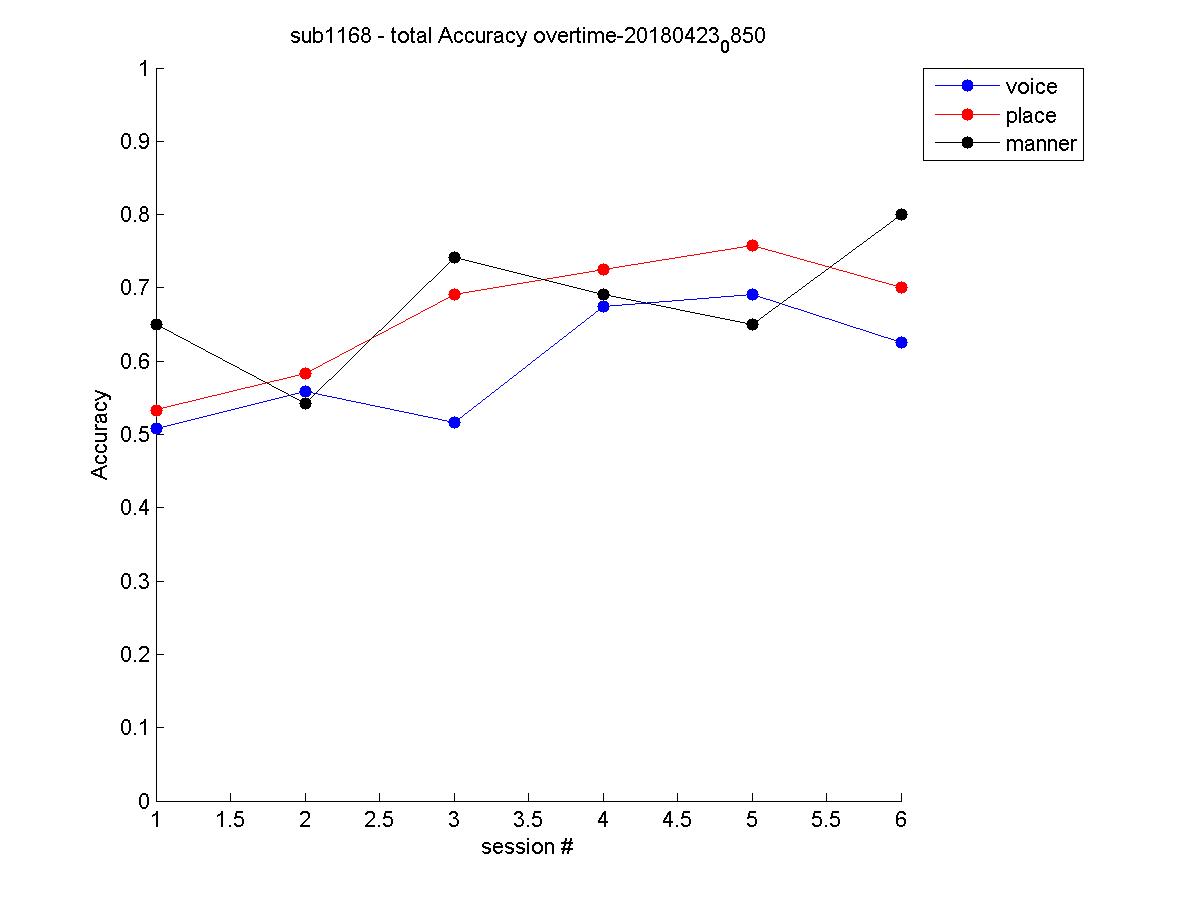 sub1168 - total Accuracy overtime-20180423₀850
1
0.9
0.8
0.7
0.6
0.5
0.4
0.3
0.2
0.1
0
Accuracy
1 1.5 2 2.5 3 3.5 4 4.5 5 5.5 6
session #
voice
place
manner